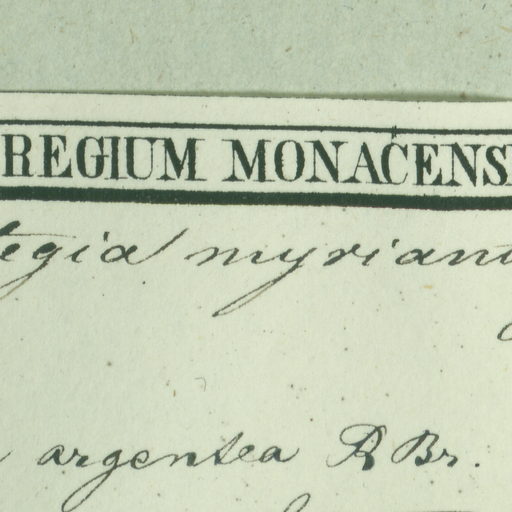 REGIUM MONACENS
tegia myriant
argentea R Br.